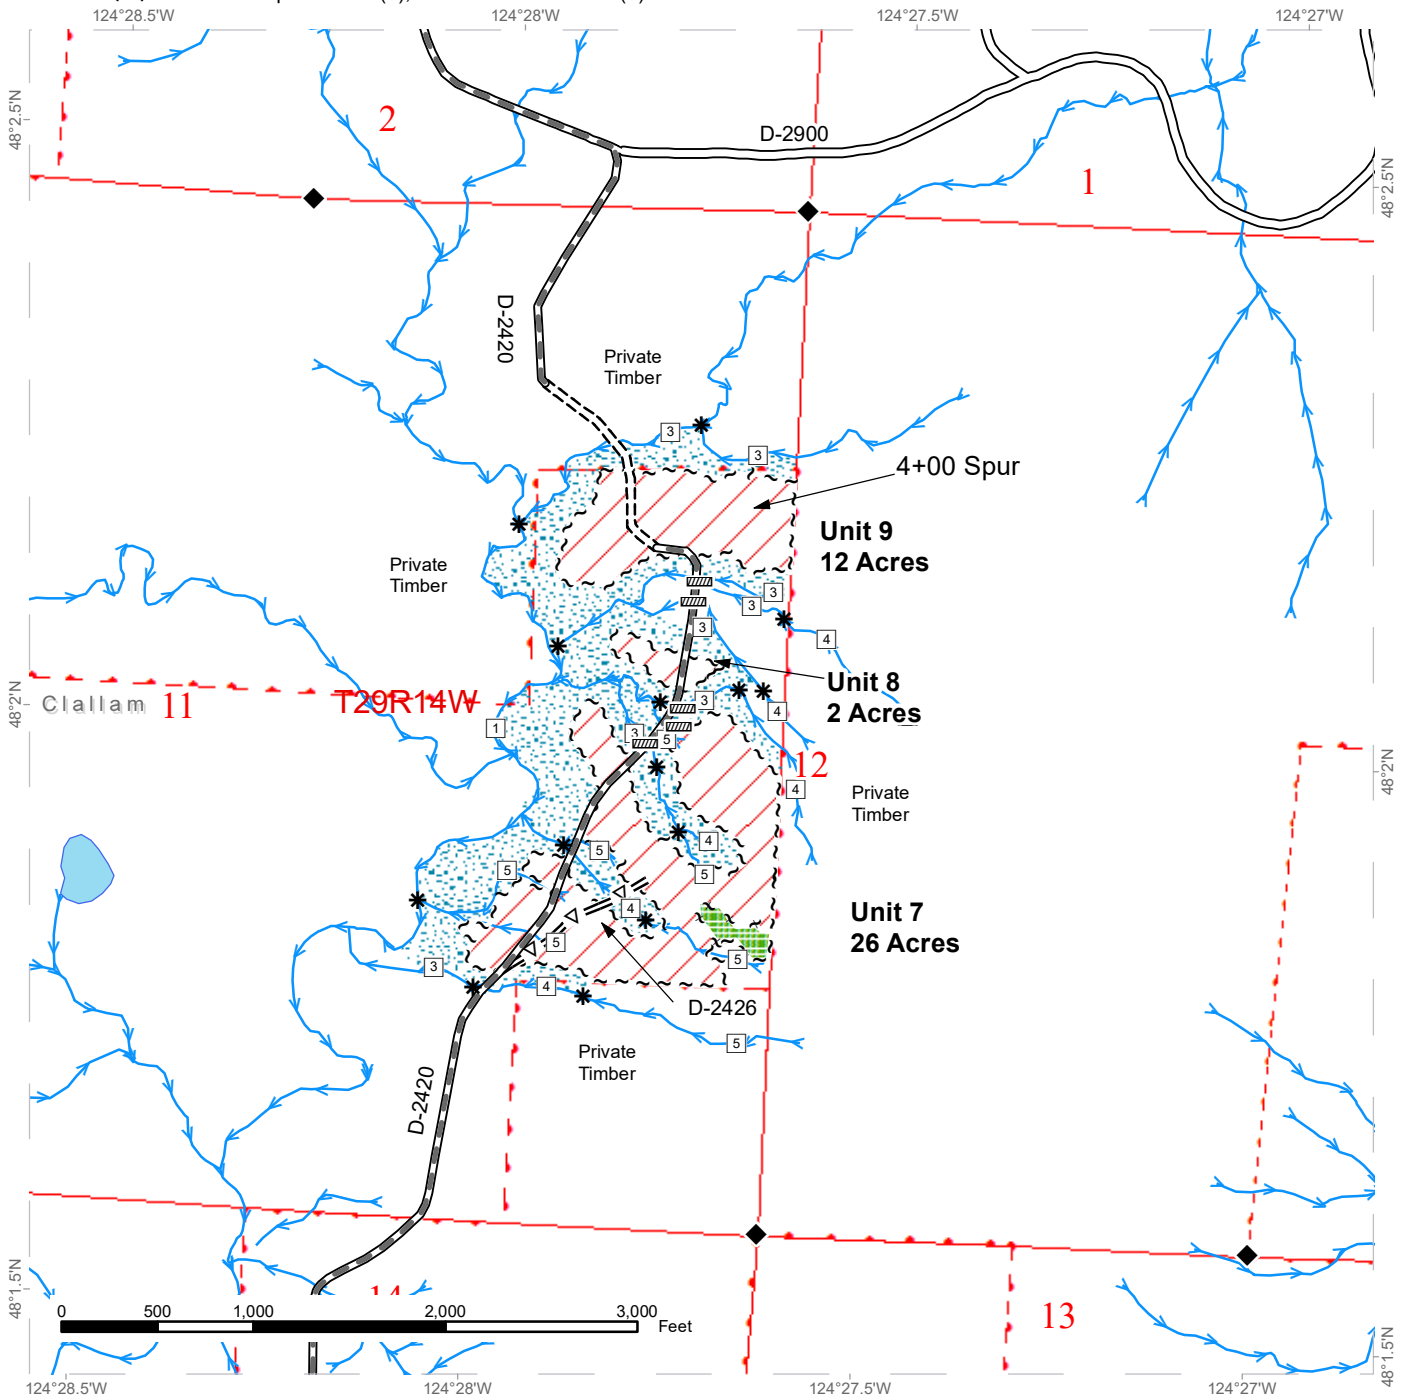 124°28.5'W
124°28'W
124°27.5'W
124°27'W
48°2.5'N
2
D-2900
1
48°2.5'N
D-2420
Private
Timber
3
3
4+00 Spur
Unit 9
12 Acres
Private
Timber
3
3
3
4
Unit 8
2 Acres
48°2'N
Clallam
11
T29R14W
1
3
4
3
5
12
48°2'N
4
Private
Timber
4
5
5
5
4
Unit 7
26 Acres
5
5
3
4
D-2426
5
Private
Timber
D-2420
48°1.5'N
14
0
500
1,000
2,000
3,000
Feet
13
48°1.5'N
124°28.5'W
124°28'W
124°27.5'W
124°27'W